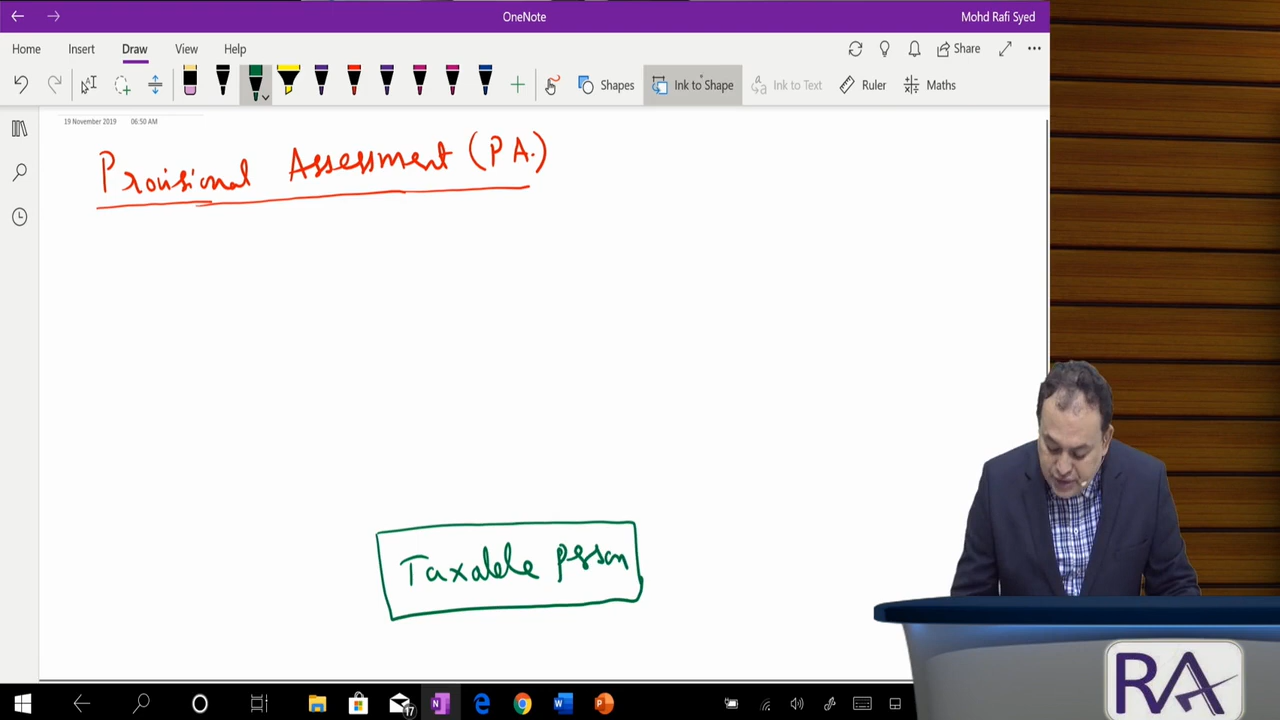 OneNote
Mohd Rafi Syed
Home Insert Draw View Help
Share
Shapes Ink to Shape Ink to Text Ruler Maths
19 November 2019 06:50 AM
Provisional Assessment (P.A.)
Taxable person
17
RA